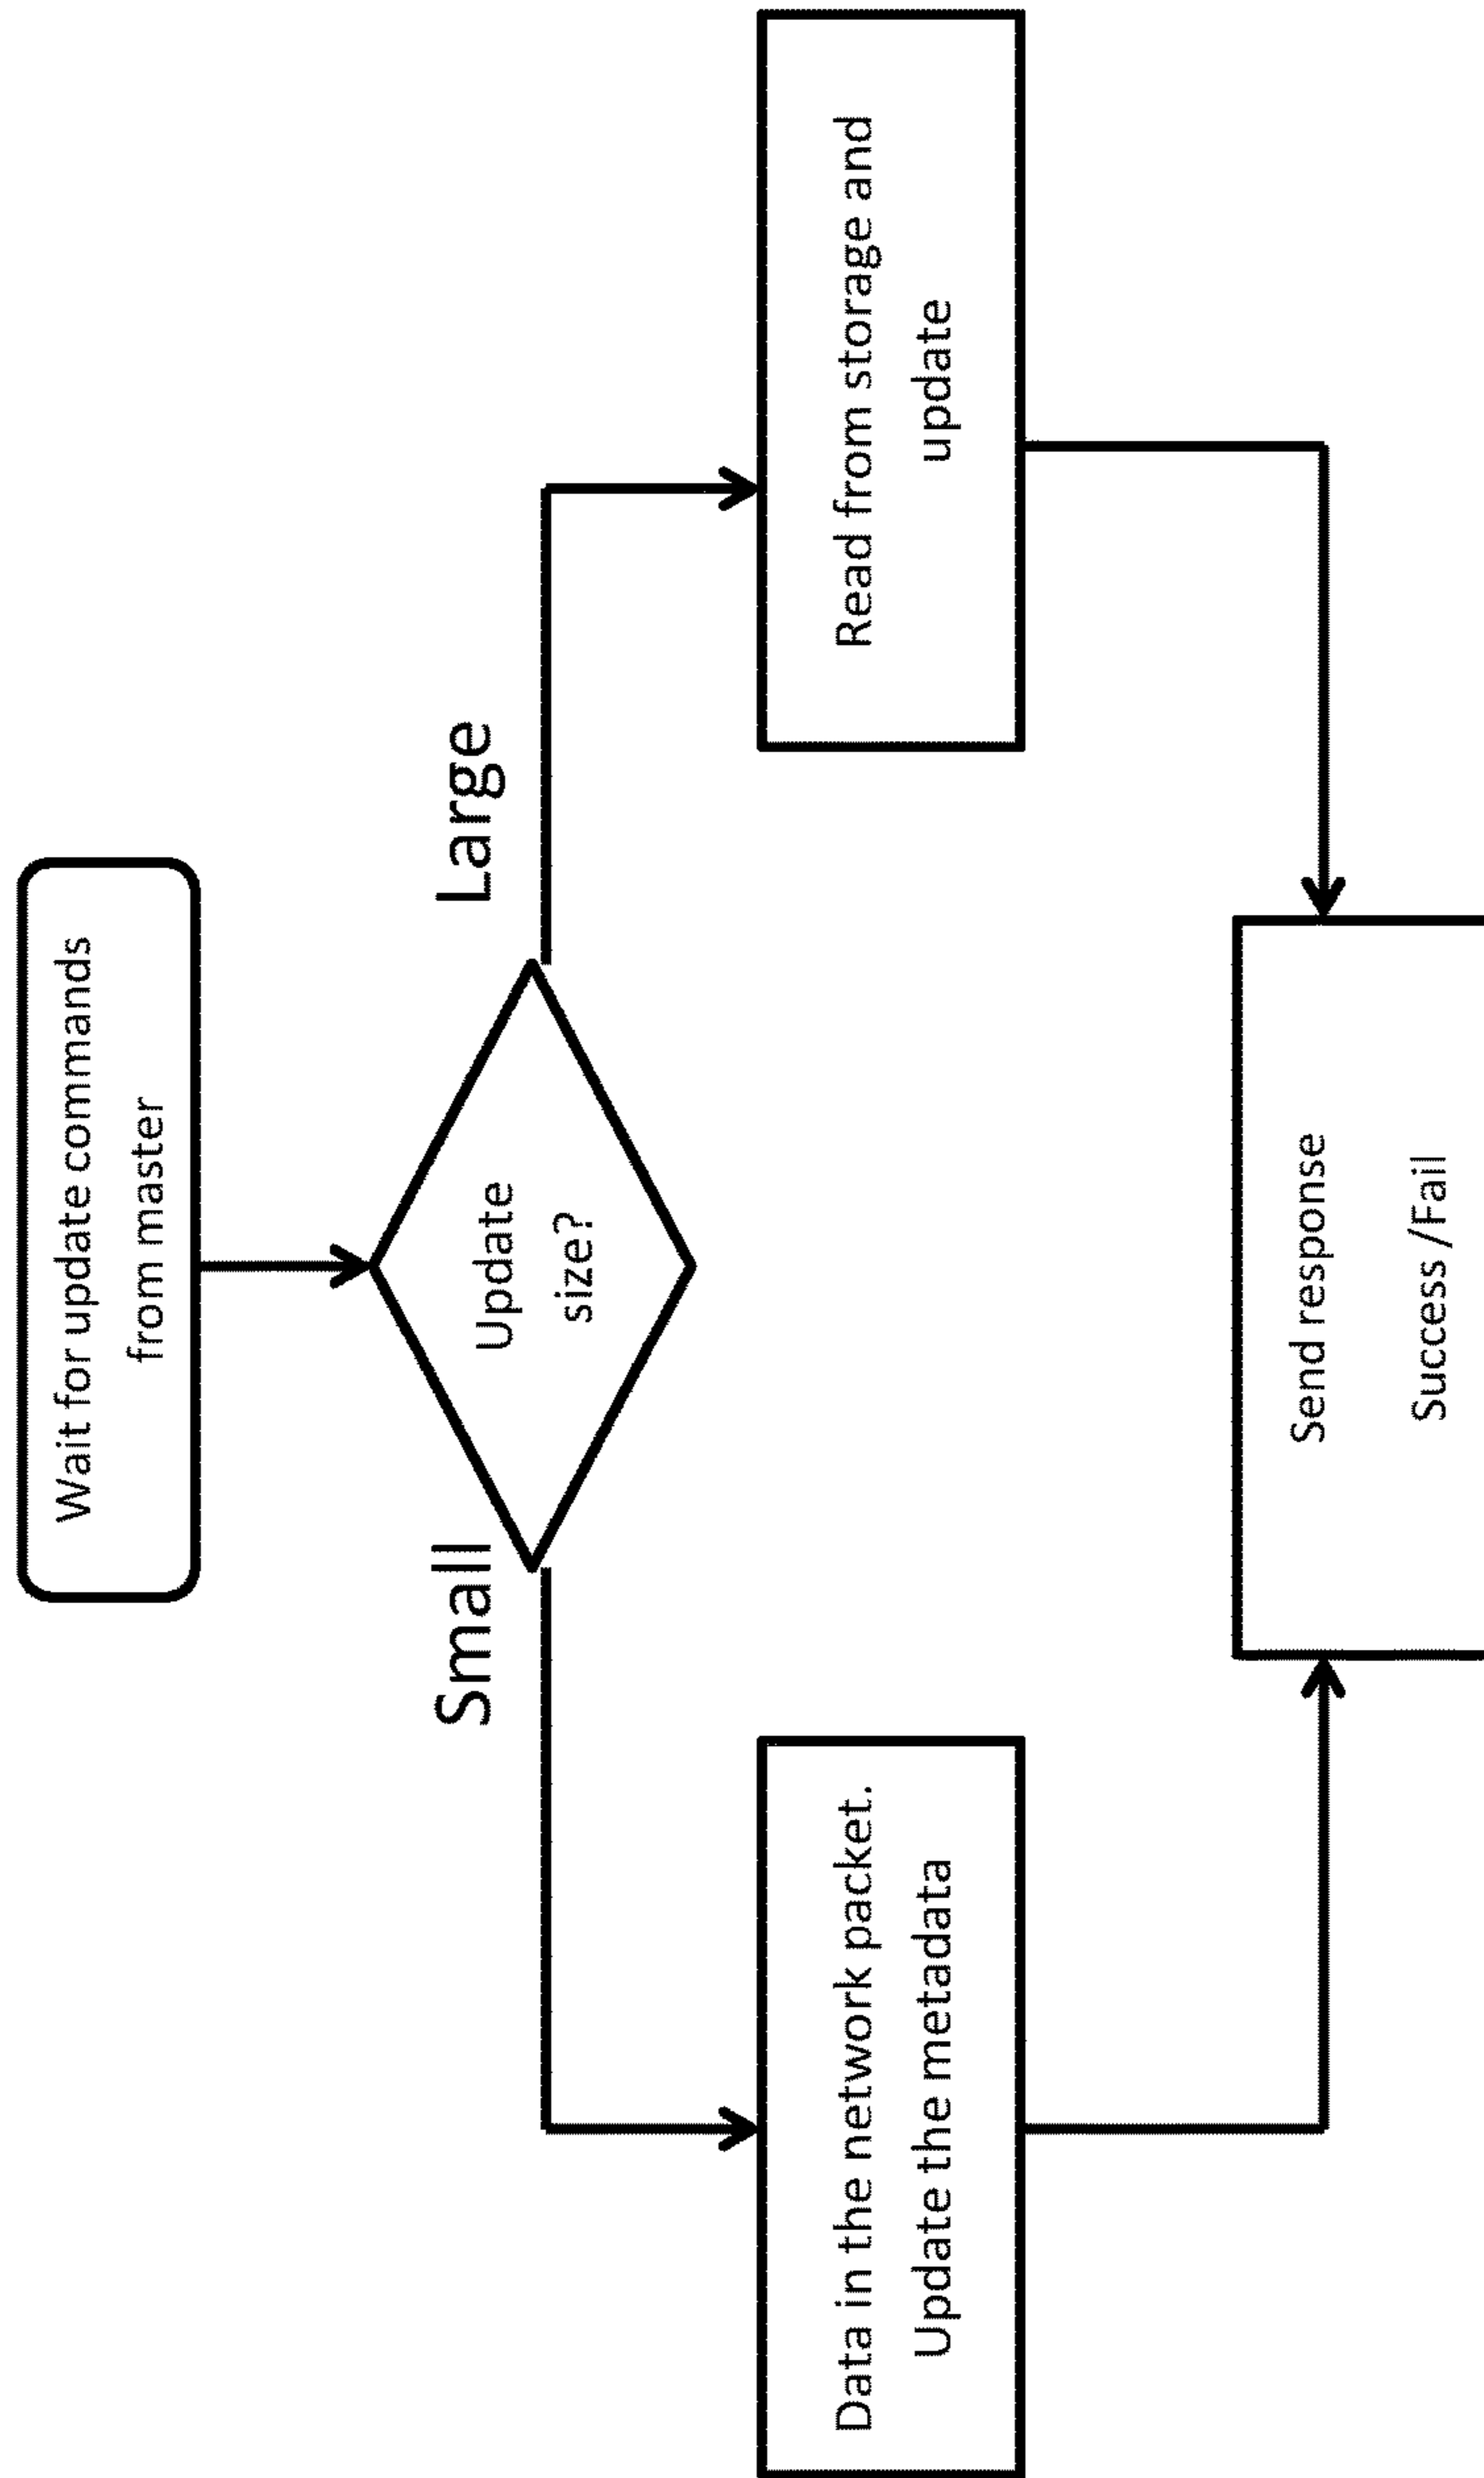 Wait for update commands
from master
Update
size?
Small
Large
Data in the network packet.
Update the metadata
Read from storage and
update
Send response
Success /Fail